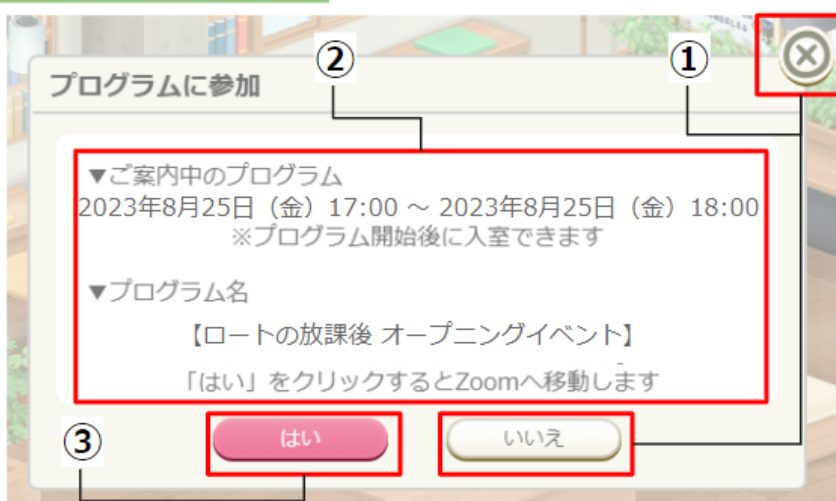 ②
①
プログラムに参加
▼ご案内中のプログラム
2023年8月25日（金）17:00 ～ 2023年8月25日（金）18:00
※プログラム開始後に入室できます
▼プログラム名
【ロートの放課後 オープニングイベント】
「はい」をクリックするとZoomへ移動します
③
はい
いいえ